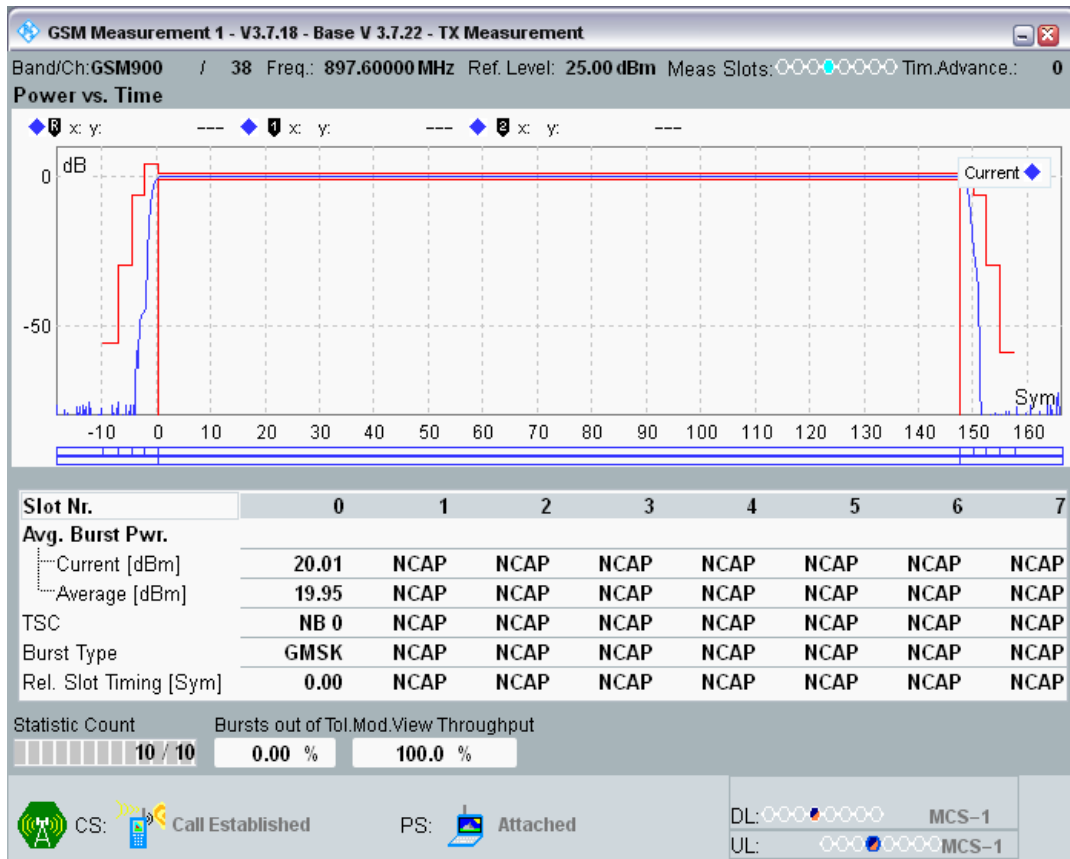 GSM Measurement 1 - V3.7.18 - Base V 3.7.22 - TX Measurement
Band/Ch:GSM900 / 38 Freq.: 897.60000 MHz Ref. Level: 25.00 dBm Meas Slots: Tim.Advance.: 0
Power vs. Time
R x: y: --- 1 x: y: --- 2 x: y: ---
dB
Current
0
-50
Sym
-10 0 10 20 30 40 50 60 70 80 90 100 110 120 130 140 150 160
Slot Nr. 0 1 2 3 4 5 6 7
Avg. Burst Pwr.
Current [dBm] 20.01 NCAP NCAP NCAP NCAP NCAP NCAP NCAP
Average [dBm] 19.95 NCAP NCAP NCAP NCAP NCAP NCAP NCAP
TSC NB 0 NCAP NCAP NCAP NCAP NCAP NCAP NCAP
Burst Type GMSK NCAP NCAP NCAP NCAP NCAP NCAP NCAP
Rel. Slot Timing [Sym] 0.00 NCAP NCAP NCAP NCAP NCAP NCAP NCAP
Statistic Count Bursts out of Tol.Mod.View Throughput
10 / 10 0.00 % 100.0 %
CS: Call Established PS: Attached DL: MCS-1
UL: MCS-1